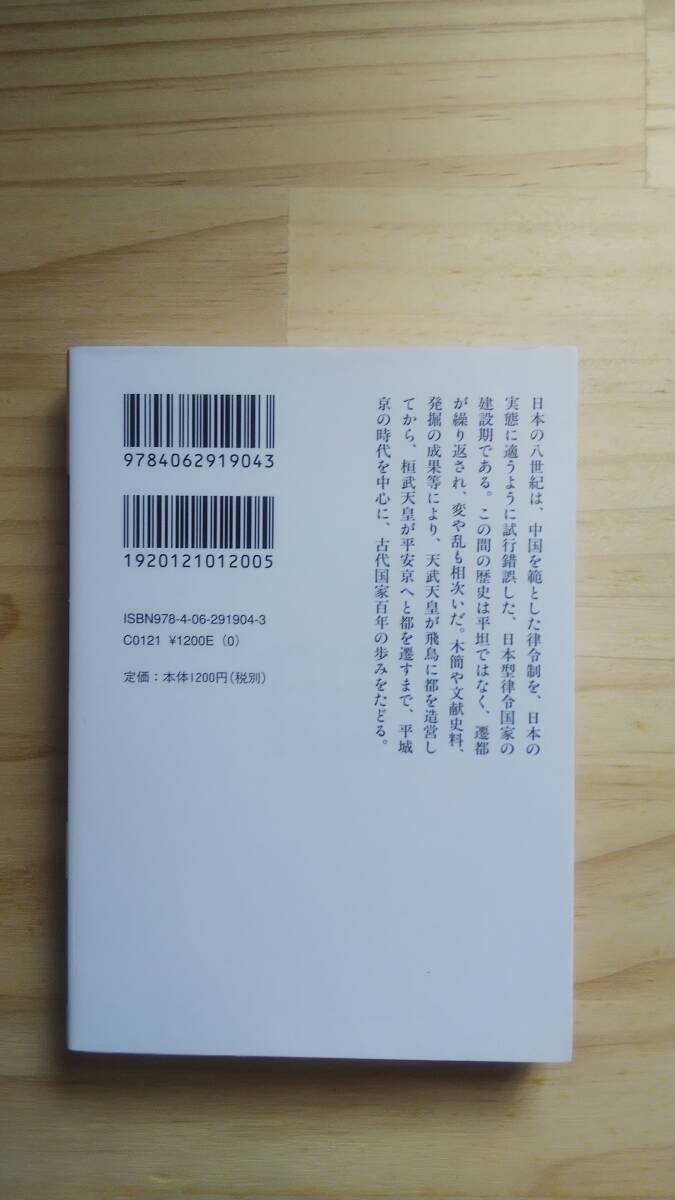 日本の八世紀は、中国を範とした律令制を、日本の
実態に適うように試行錯誤した、日本型律令国家の
建設期である。この間の歴史は平坦ではなく、遷都
が繰り返され、変や乱も相次いだ。木簡や文献史料、
発掘の成果等により、天武天皇が飛鳥に都を造営し
てから、桓武天皇が平安京へと都を遷すまで、平城
京の時代を中心に、古代国家百年の歩みをたどる。
9784062919043
1920121012005
ISBN978-4-06-291904-3
C0121 ¥1200E (0)
定価：本体1200円（税別）